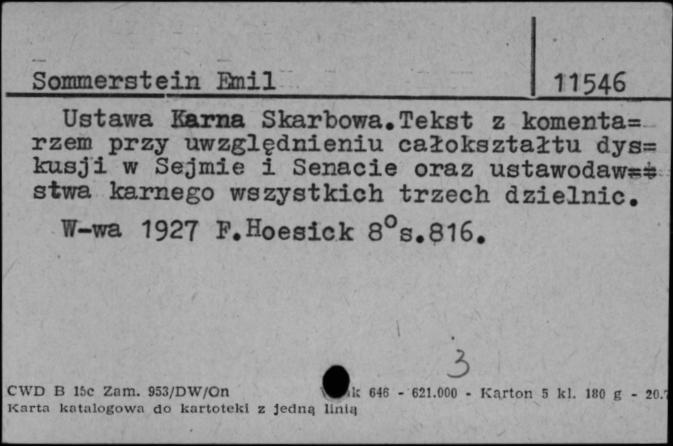 Sommerstein Emil 11546
Ustawa Karna Skarbowa.Tekst z komenta=
rzem przy uwzględnieniu całokształtu dys=
kusji w Sejmie i Senacie oraz ustawodaw=
stwa karnego wszystkich trzech dzielnic.
W-wa 1927 F.Hoesick 8°s.816.
3
CWD B 15c Zam. 953/DW/On 646 - 621.000 - Karton 5 kl. 180 g -
Karta katalogowa do kartoteki z jedną linią